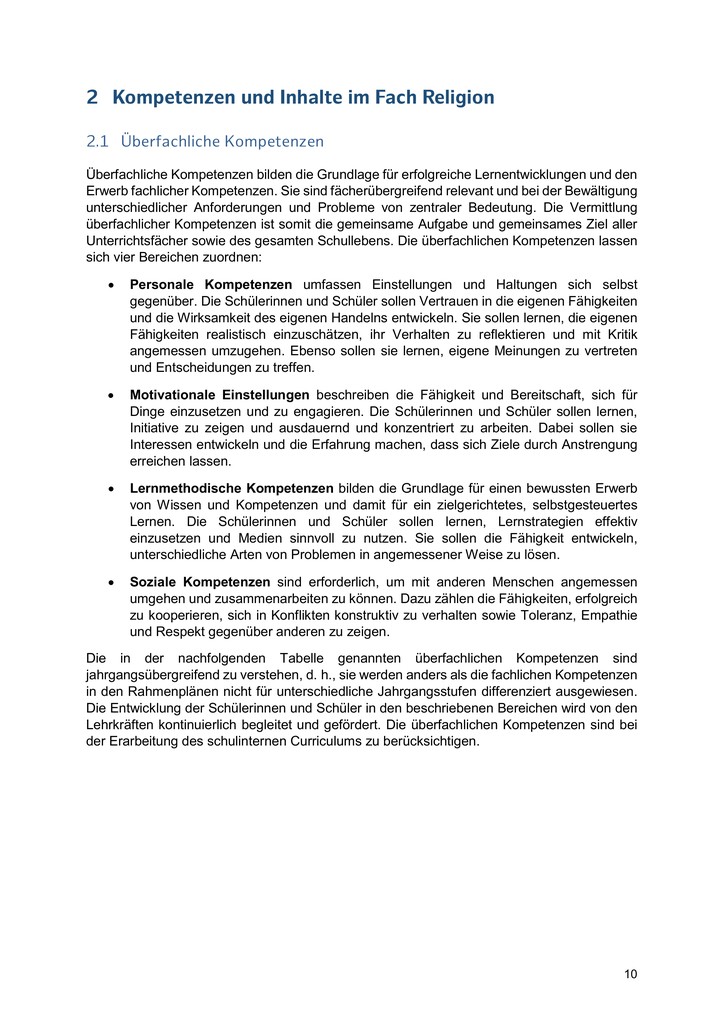 2 Kompetenzen und Inhalte im Fach Religion
2.1 Überfachliche Kompetenzen
Überfachliche Kompetenzen bilden die Grundlage für erfolgreiche Lernentwicklungen und den
Erwerb fachlicher Kompetenzen. Sie sind fächerübergreifend relevant und bei der Bewältigung
unterschiedlicher Anforderungen und Probleme von zentraler Bedeutung. Die Vermittlung
überfachlicher Kompetenzen ist somit die gemeinsame Aufgabe und gemeinsames Ziel aller
Unterrichtsfächer sowie des gesamten Schullebens. Die überfachlichen Kompetenzen lassen
sich vier Bereichen zuordnen:
• Personale Kompetenzen umfassen Einstellungen und Haltungen sich selbst
gegenüber. Die Schülerinnen und Schüler sollen Vertrauen in die eigenen Fähigkeiten
und die Wirksamkeit des eigenen Handelns entwickeln. Sie sollen lernen, die eigenen
Fähigkeiten realistisch einzuschätzen, ihr Verhalten zu reflektieren und mit Kritik
angemessen umzugehen. Ebenso sollen sie lernen, eigene Meinungen zu vertreten
und Entscheidungen zu treffen.
• Motivationale Einstellungen beschreiben die Fähigkeit und Bereitschaft, sich für
Dinge einzusetzen und zu engagieren. Die Schülerinnen und Schüler sollen lernen,
Initiative zu zeigen und ausdauernd und konzentriert zu arbeiten. Dabei sollen sie
Interessen entwickeln und die Erfahrung machen, dass sich Ziele durch Anstrengung
erreichen lassen.
• Lernmethodische Kompetenzen bilden die Grundlage für einen bewussten Erwerb
von Wissen und Kompetenzen und damit für ein zielgerichtetes, selbstgesteuertes
Lernen. Die Schülerinnen und Schüler sollen lernen, Lernstrategien effektiv
einzusetzen und Medien sinnvoll zu nutzen. Sie sollen die Fähigkeit entwickeln,
unterschiedliche Arten von Problemen in angemessener Weise zu lösen.
• Soziale Kompetenzen sind erforderlich, um mit anderen Menschen angemessen
umgehen und zusammenarbeiten zu können. Dazu zählen die Fähigkeiten, erfolgreich
zu kooperieren, sich in Konflikten konstruktiv zu verhalten sowie Toleranz, Empathie
und Respekt gegenüber anderen zu zeigen.
Die in der nachfolgenden Tabelle genannten überfachlichen Kompetenzen sind
jahrgangsübergreifend zu verstehen, d. h., sie werden anders als die fachlichen Kompetenzen
in den Rahmenplänen nicht für unterschiedliche Jahrgangsstufen differenziert ausgewiesen.
Die Entwicklung der Schülerinnen und Schüler in den beschriebenen Bereichen wird von den
Lehrkräften kontinuierlich begleitet und gefördert. Die überfachlichen Kompetenzen sind bei
der Erarbeitung des schulinternen Curriculums zu berücksichtigen.
10